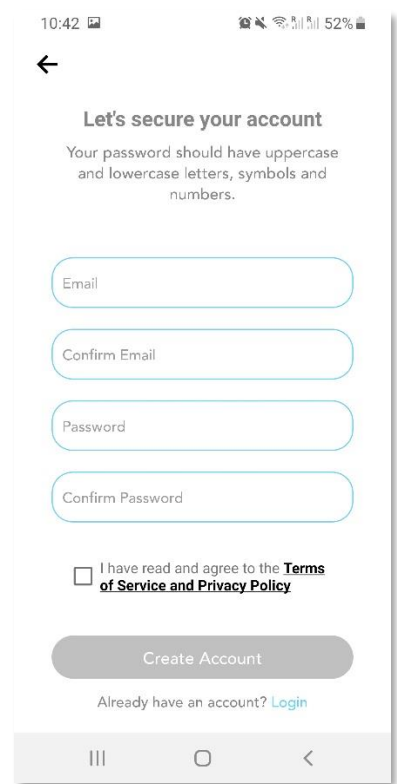 10:42 52%
Let's secure your account
Your password should have uppercase
and lowercase letters, symbols and
numbers.
Email
Confirm Email
Password
Confirm Password
I have read and agree to the Terms
of Service and Privacy Policy
Create Account
Already have an account? Login